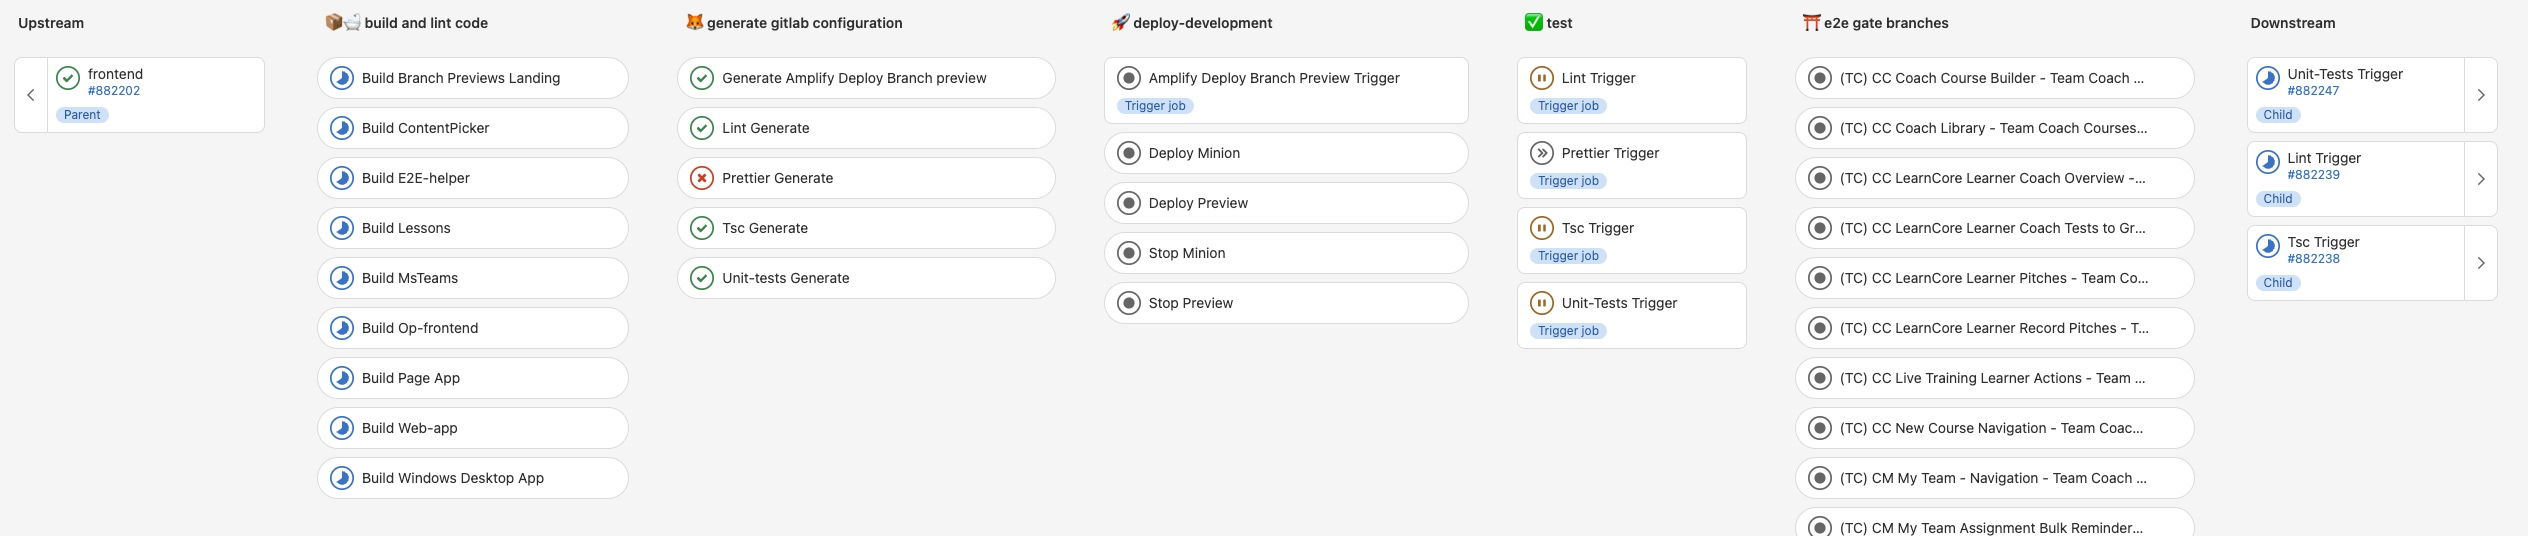 Upstream
frontend
#882202
Parent
build and lint code
Build Branch Previews Landing
Build ContentPicker
Build E2E-helper
Build Lessons
Build MsTeams
Build Op-frontend
Build Page App
Build Web-app
Build Windows Desktop App
generate gitlab configuration
Generate Amplify Deploy Branch preview
Lint Generate
Prettier Generate
Tsc Generate
Unit-tests Generate
deploy-development
Amplify Deploy Branch Preview Trigger
Trigger job
Deploy Minion
Deploy Preview
Stop Minion
Stop Preview
test
Lint Trigger
Trigger job
Prettier Trigger
Trigger job
Tsc Trigger
Trigger job
Unit-Tests Trigger
Trigger job
e2e gate branches
(TC) CC Coach Course Builder - Team Coach ...
(TC) CC Coach Library - Team Coach Courses...
(TC) CC LearnCore Learner Coach Overview -...
(TC) CC LearnCore Learner Coach Tests to Gr...
(TC) CC LearnCore Learner Pitches - Team Co...
(TC) CC LearnCore Learner Record Pitches - T...
(TC) CC Live Training Learner Actions - Team ...
(TC) CC New Course Navigation - Team Coac...
(TC) CM My Team - Navigation - Team Coach ...
(TC) CM My Team Assignment Bulk Reminder...
Downstream
Unit-Tests Trigger
#882247
Child
Lint Trigger
#882239
Child
Tsc Trigger
#882238
Child